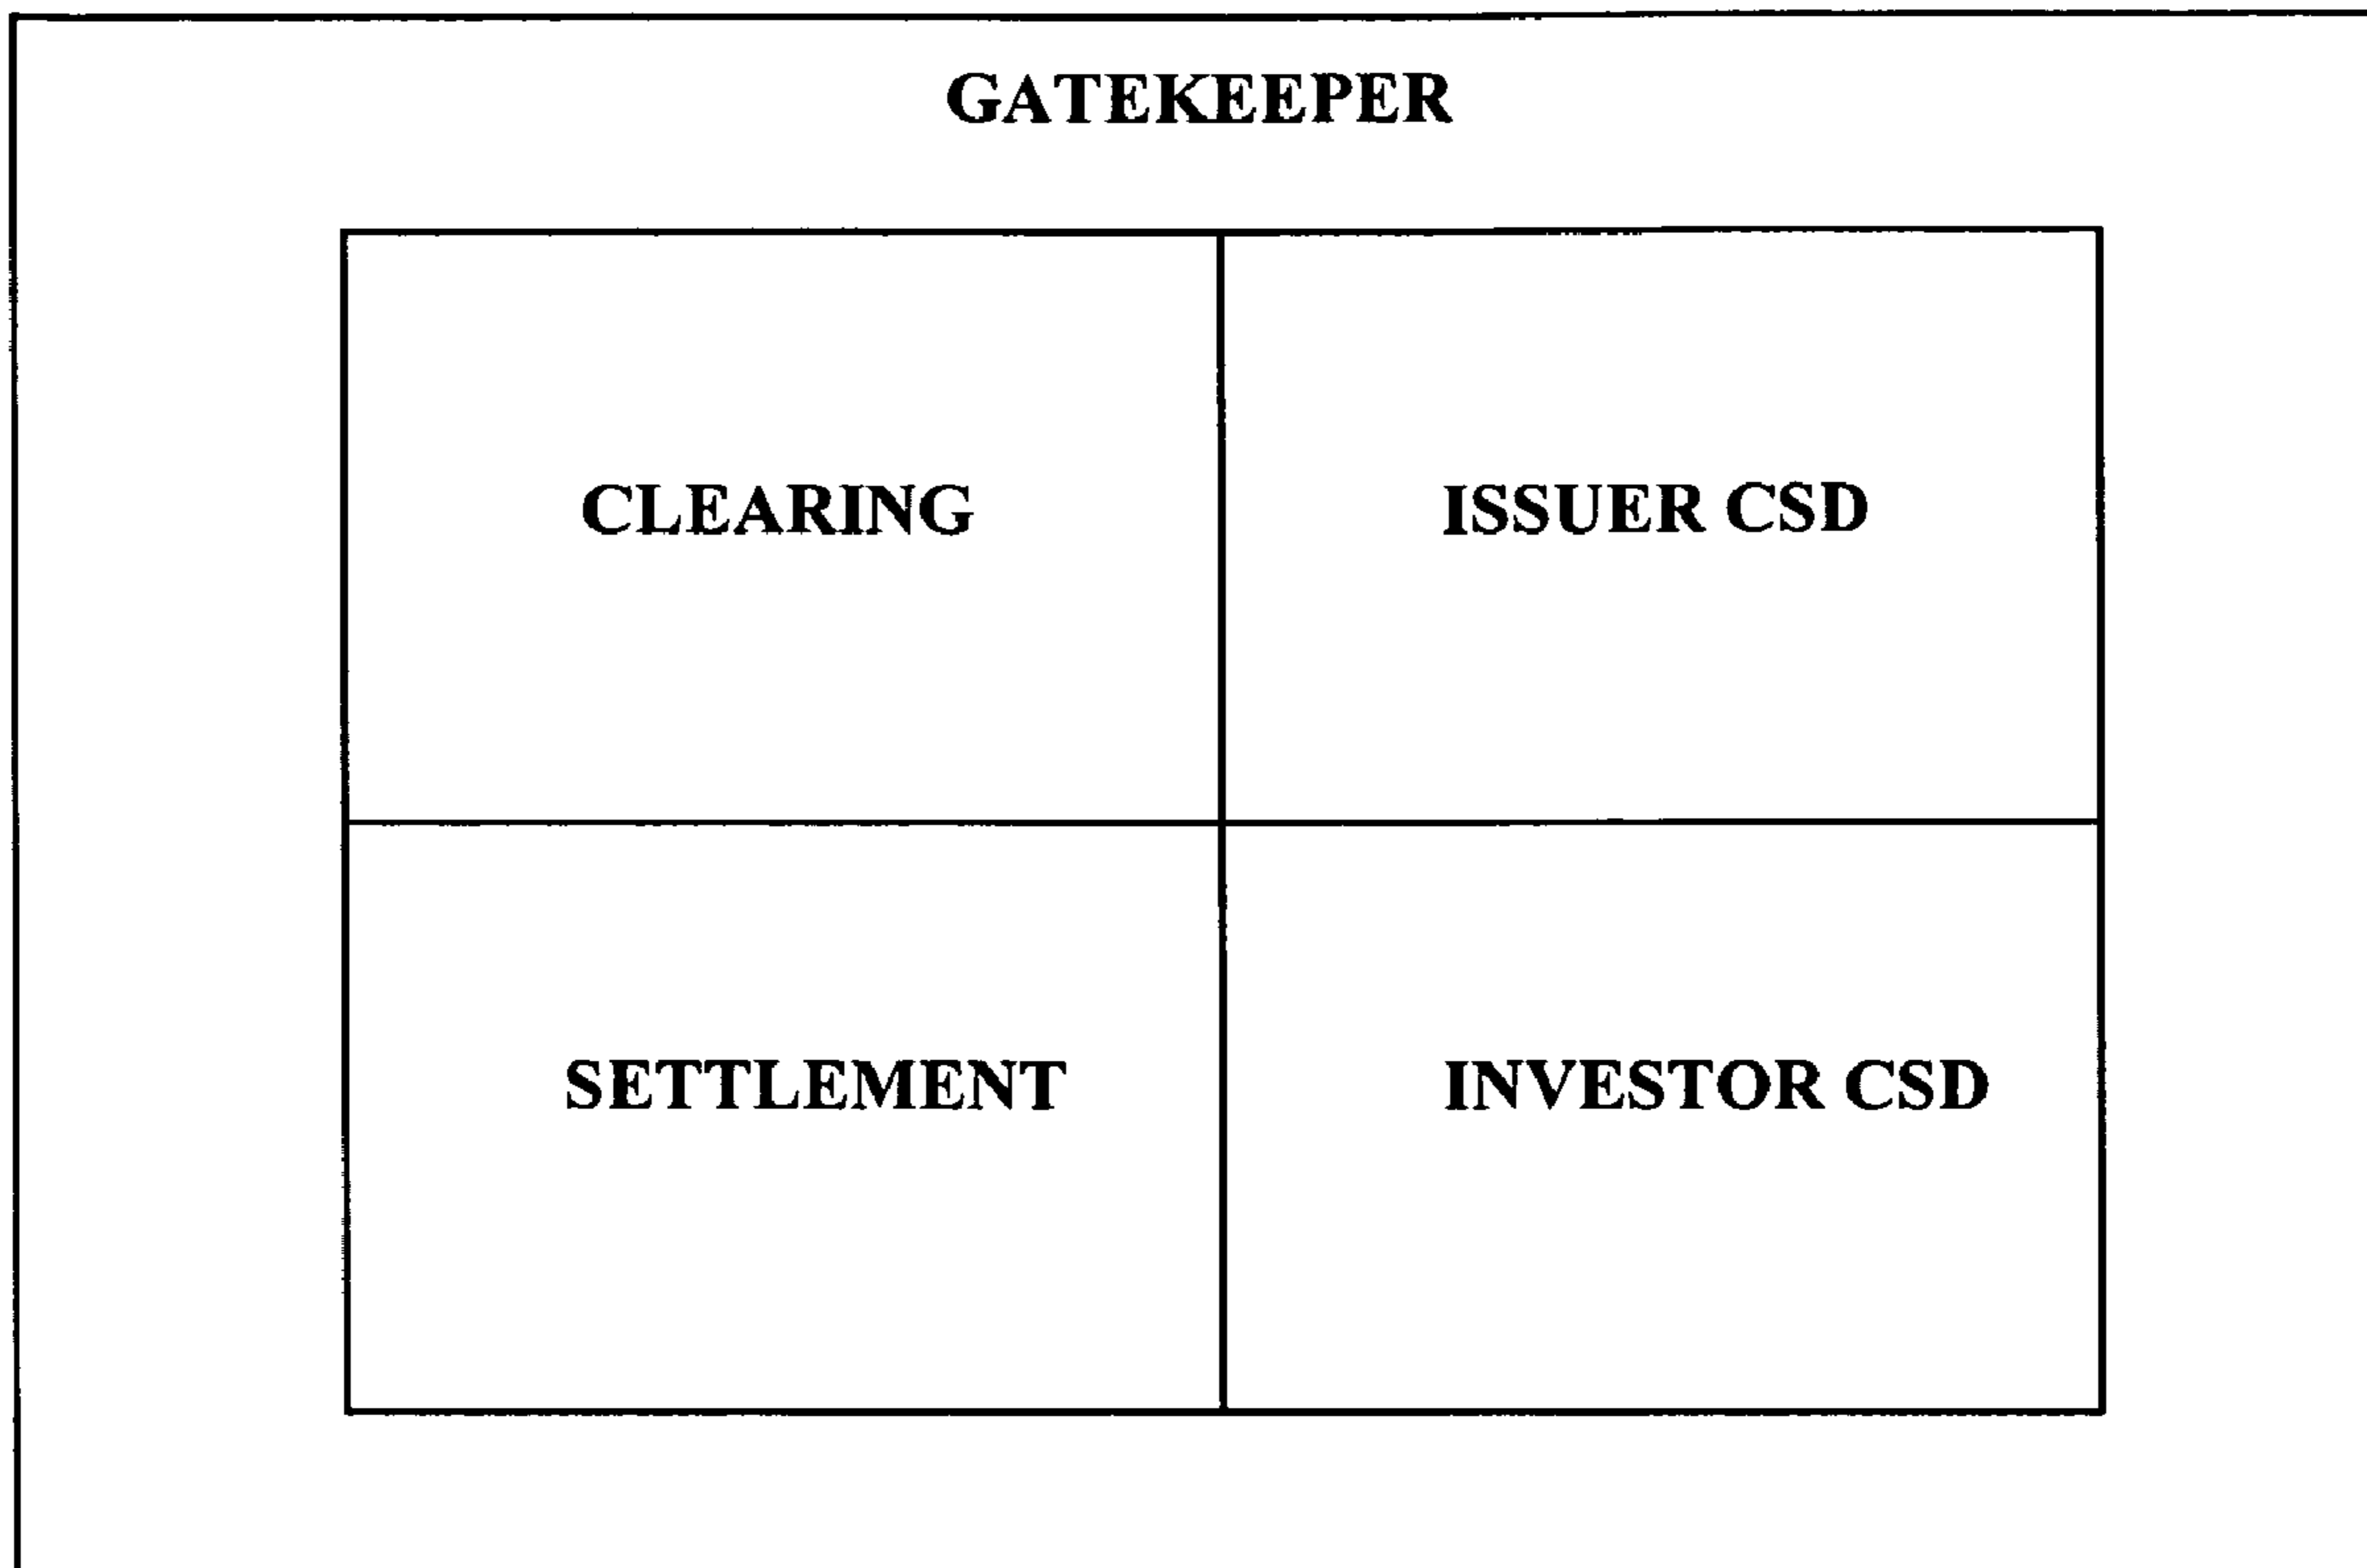 GATEKEEPER
CLEARING
ISSUER CSD
SETTLEMENT
INVESTOR CSD